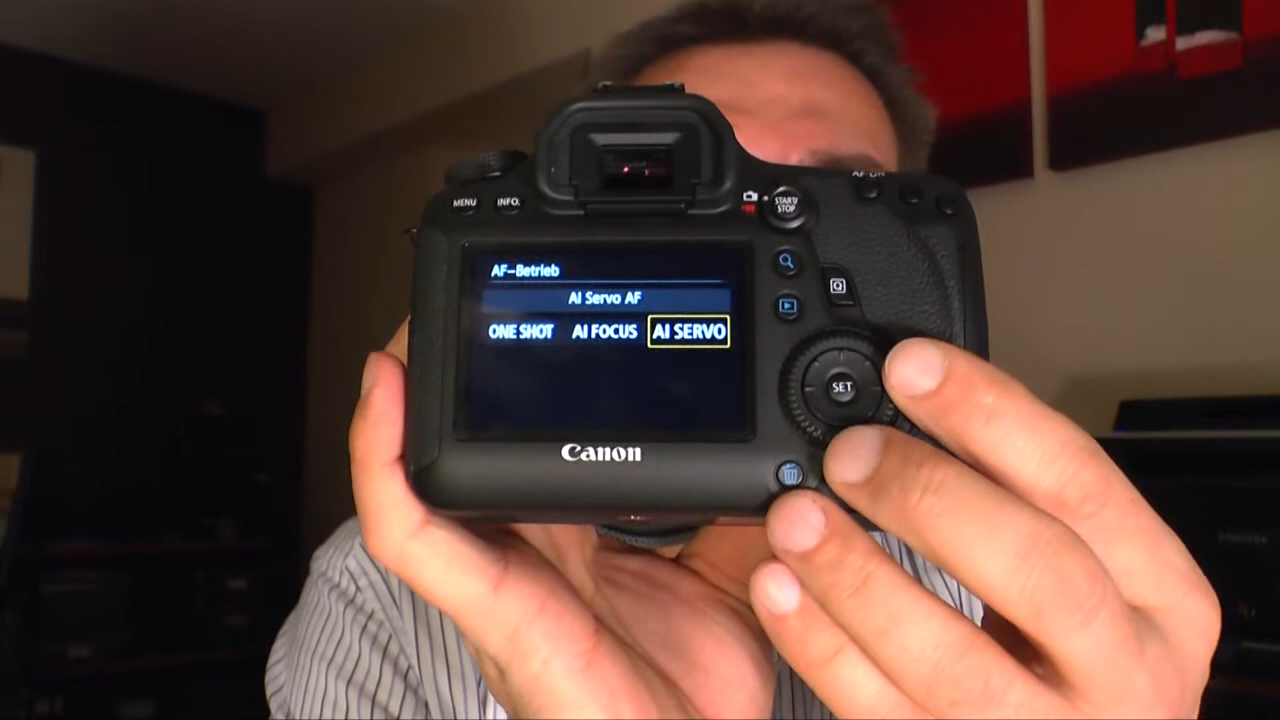 AF-ON
MENU INFO.
START/
STOP
Q
AF-Betrieb
AI Servo AF
ONE SHOT AI FOCUS AI SERVO
SET
Canon